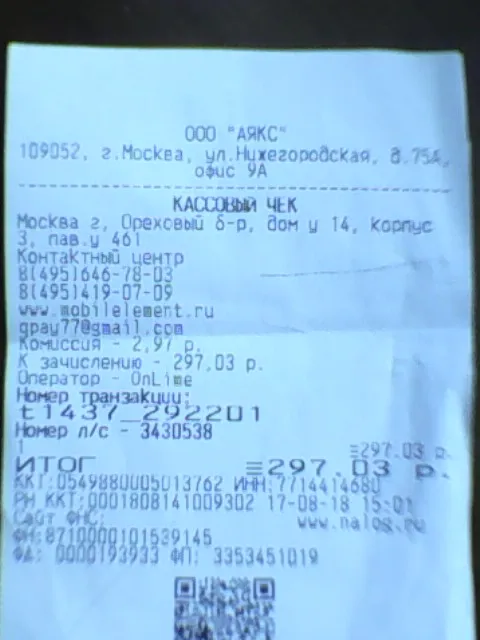 ООО "АЯКС"
109052, г.Москва, ул.Нижегородская, д.75А,
офис 9А
КАССОВЫЙ ЧЕК
Москва г, Ореховый б-р, дом у 14, корпус
3, пав.у 461
Контактный центр
8(495)646-78-03
8(495)419-07-09
www.mobilelement.ru
gpay77@gmail.com
Комиссия - 2,97 р.
К зачислению - 297.03 р.
Оператор - OnLime
Номер транзакции:
t1437_292201
Номер л/с - 3430538
1
≡297.03 р.
ИТОГ ≡297.03 р.
ККТ:0549880005013762 ИНН:7714414680
РН ККТ:0001808141009302 17-08-18 15:01
Сайт ФНС: www.nalog.ru
ФН:8710000101539145
ФД: 0000193933 ФП: 3353451019